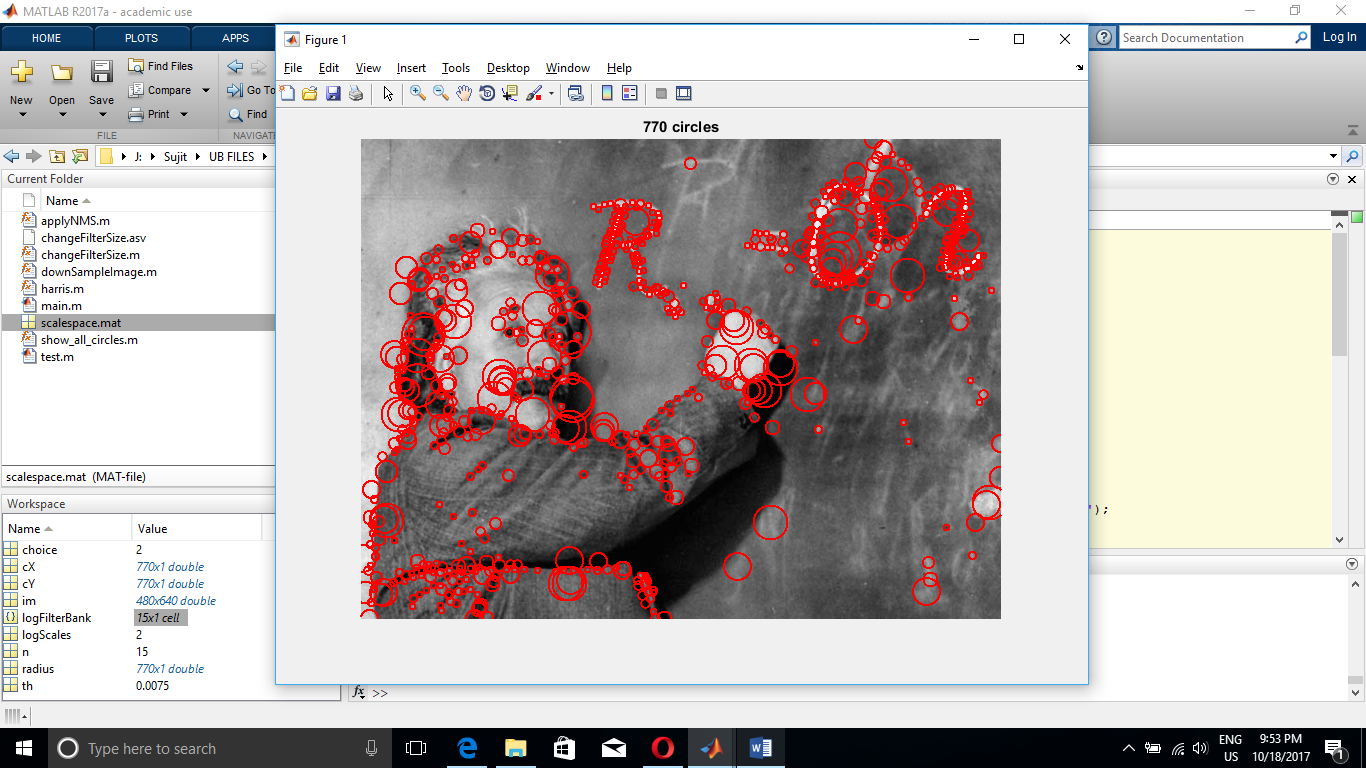 MATLAB R2017a - academic use
HOME PLOTS APPS
Search Documentation
Log In
New Open Save
Find Files
Compare
Print
Go To
Find
FILE
NAVIGAT
J: Sujit UB FILES
Current Folder
Name
applyNMS.m
changeFilterSize.asv
changeFilterSize.m
downSampleImage.m
harris.m
main.m
scalespace.mat
show_all_circles.m
test.m
scalespace.mat (MAT-file)
Workspace
Name Value
choice 2
cX 770x1 double
cY 770x1 double
im 480x640 double
logFilterBank 15x1 cell
logScales 2
n 15
radius 770x1 double
th 0.0075
Figure 1
File Edit View Insert Tools Desktop Window Help
770 circles
R
');
fx >>
Type here to search
ENG
US
9:53 PM
10/18/2017
1